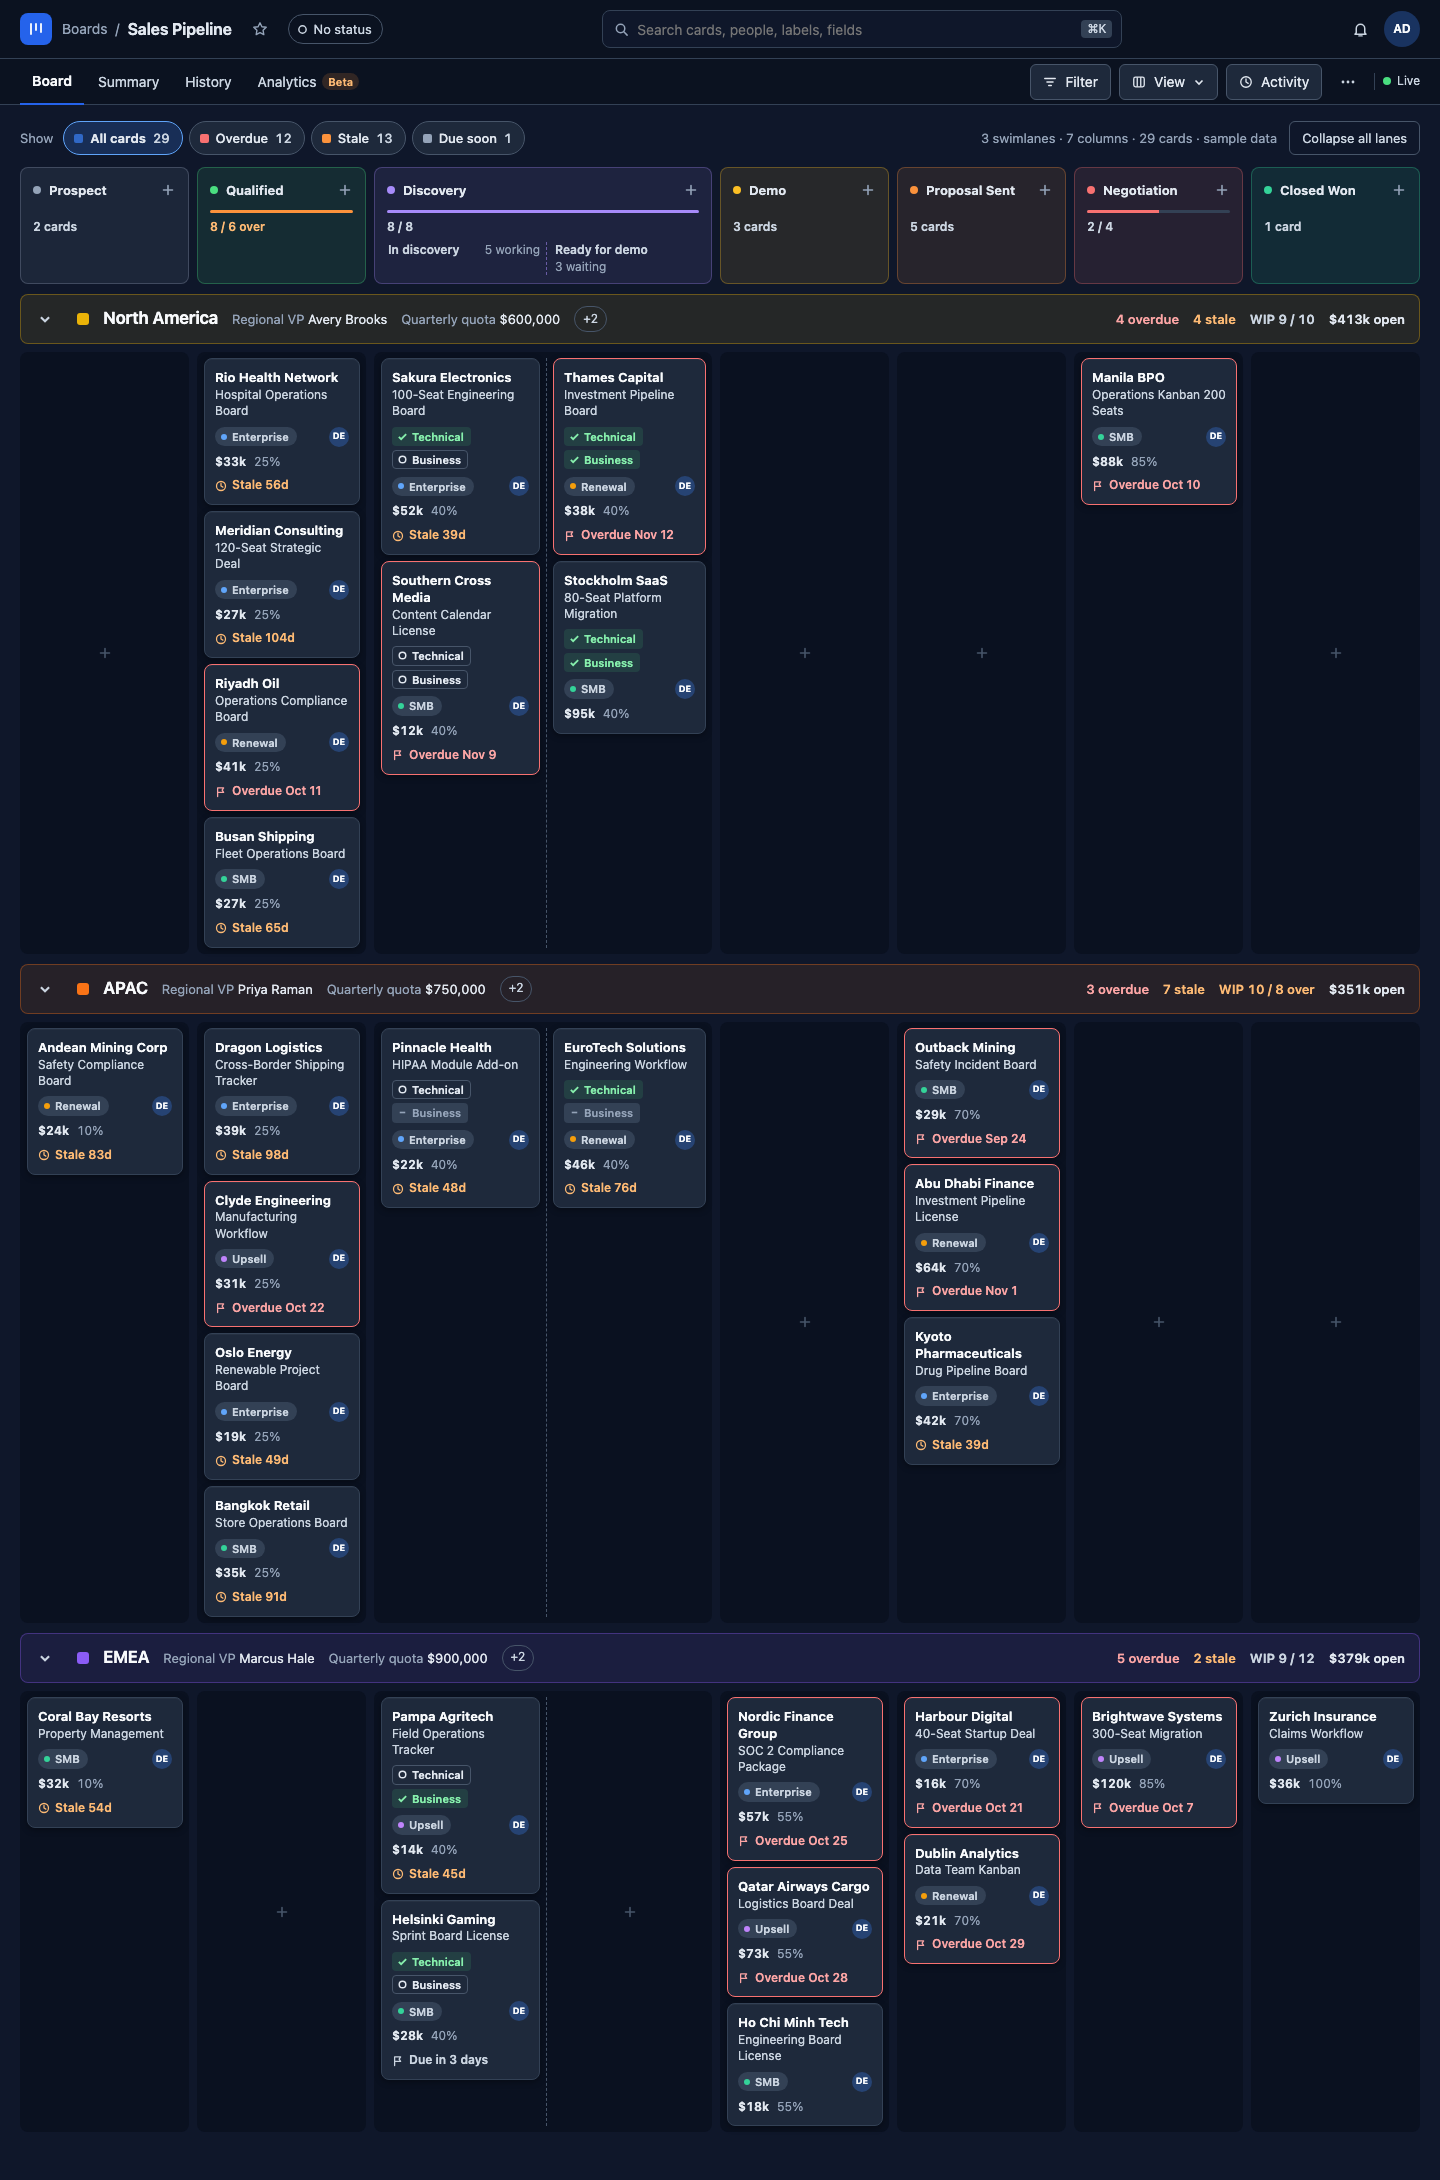 Boards / Sales Pipeline
No status
Search cards, people, labels, fields
⌘K
AD
Board
Summary
History
Analytics Beta
Filter
View
Activity
Live
Show
All cards 29
Overdue 12
Stale 13
Due soon 1
3 swimlanes · 7 columns · 29 cards · sample data
Collapse all lanes
Prospect
2 cards
Qualified
8 / 6 over
Discovery
8 / 8
In discovery 5 working
Ready for demo
3 waiting
Demo
3 cards
Proposal Sent
5 cards
Negotiation
2 / 4
Closed Won
1 card
North America Regional VP Avery Brooks Quarterly quota $600,000 +2
4 overdue 4 stale WIP 9 / 10 $413k open
Rio Health Network
Hospital Operations
Board
Enterprise DE
$33k 25%
Stale 56d
Meridian Consulting
120-Seat Strategic
Deal
Enterprise DE
$27k 25%
Stale 104d
Riyadh Oil
Operations Compliance
Board
Renewal DE
$41k 25%
Overdue Oct 11
Busan Shipping
Fleet Operations Board
SMB DE
$27k 25%
Stale 65d
Sakura Electronics
100-Seat Engineering
Board
Technical
Business
Enterprise DE
$52k 40%
Stale 39d
Southern Cross
Media
Content Calendar
License
Technical
Business
SMB DE
$12k 40%
Overdue Nov 9
Thames Capital
Investment Pipeline
Board
Technical
Business
Renewal DE
$38k 40%
Overdue Nov 12
Stockholm SaaS
80-Seat Platform
Migration
Technical
Business
SMB DE
$95k 40%
Manila BPO
Operations Kanban 200
Seats
SMB DE
$88k 85%
Overdue Oct 10
APAC Regional VP Priya Raman Quarterly quota $750,000 +2
3 overdue 7 stale WIP 10 / 8 over $351k open
Andean Mining Corp
Safety Compliance
Board
Renewal DE
$24k 10%
Stale 83d
Dragon Logistics
Cross-Border Shipping
Tracker
Enterprise DE
$39k 25%
Stale 98d
Clyde Engineering
Manufacturing
Workflow
Upsell DE
$31k 25%
Overdue Oct 22
Oslo Energy
Renewable Project
Board
Enterprise DE
$19k 25%
Stale 49d
Bangkok Retail
Store Operations Board
SMB DE
$35k 25%
Stale 91d
Pinnacle Health
HIPAA Module Add-on
Technical
Business
Enterprise DE
$22k 40%
Stale 48d
EuroTech Solutions
Engineering Workflow
Technical
Business
Renewal DE
$46k 40%
Stale 76d
Outback Mining
Safety Incident Board
SMB DE
$29k 70%
Overdue Sep 24
Abu Dhabi Finance
Investment Pipeline
License
Renewal DE
$64k 70%
Overdue Nov 1
Kyoto
Pharmaceuticals
Drug Pipeline Board
Enterprise DE
$42k 70%
Stale 39d
EMEA Regional VP Marcus Hale Quarterly quota $900,000 +2
5 overdue 2 stale WIP 9 / 12 $379k open
Coral Bay Resorts
Property Management
SMB DE
$32k 10%
Stale 54d
Pampa Agritech
Field Operations
Tracker
Technical
Business
Upsell DE
$14k 40%
Stale 45d
Helsinki Gaming
Sprint Board License
Technical
Business
SMB DE
$28k 40%
Due in 3 days
Nordic Finance
Group
SOC 2 Compliance
Package
Enterprise DE
$57k 55%
Overdue Oct 25
Qatar Airways Cargo
Logistics Board Deal
Upsell DE
$73k 55%
Overdue Oct 28
Ho Chi Minh Tech
Engineering Board
License
SMB DE
$18k 55%
Harbour Digital
40-Seat Startup Deal
Enterprise DE
$16k 70%
Overdue Oct 21
Dublin Analytics
Data Team Kanban
Renewal DE
$21k 70%
Overdue Oct 29
Brightwave Systems
300-Seat Migration
Upsell DE
$120k 85%
Overdue Oct 7
Zurich Insurance
Claims Workflow
Upsell DE
$36k 100%